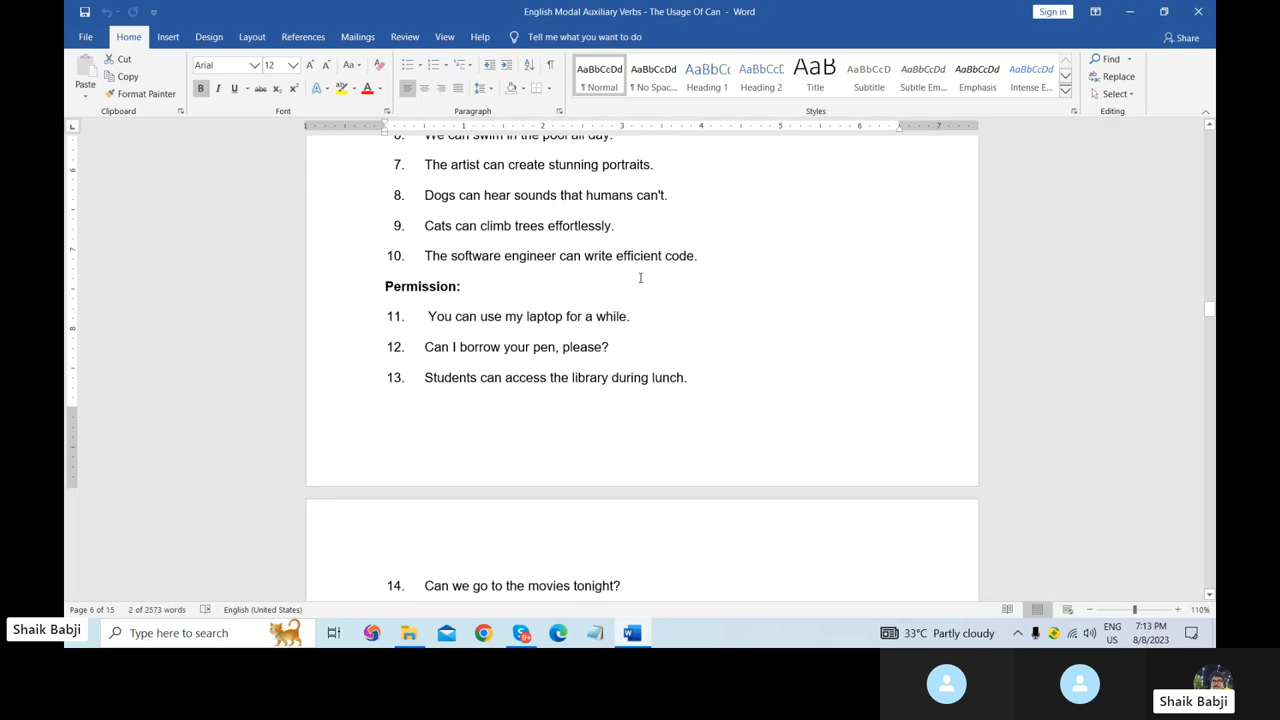 English Modal Auxiliary Verbs - The Usage Of Can - Word
Sign in
File Home Insert Design Layout References Mailings Review View Help Tell me what you want to do Share
Paste
Cut
Copy
Format Painter
Clipboard
Arial 12
Font
Paragraph
AaBbCcDd AaBbCcDd AaBbCc AaBbCcD AaB AaBbCcD AaBbCcDd AaBbCcDd AaBbCcDd
¶ Normal ¶ No Spac... Heading 1 Heading 2 Title Subtitle Subtle Em... Emphasis Intense E...
Styles
Find
Replace
Select
Editing
We can swim in the pool all day.
7. The artist can create stunning portraits.
8. Dogs can hear sounds that humans can't.
9. Cats can climb trees effortlessly.
10. The software engineer can write efficient code.
Permission:
11. You can use my laptop for a while.
12. Can I borrow your pen, please?
13. Students can access the library during lunch.
14. Can we go to the movies tonight?
Page 6 of 15 2 of 2573 words English (United States) 110%
Shaik Babji
Type here to search
33°C Partly cloudy
ENG
US
7:13 PM
8/8/2023
Shaik Babji